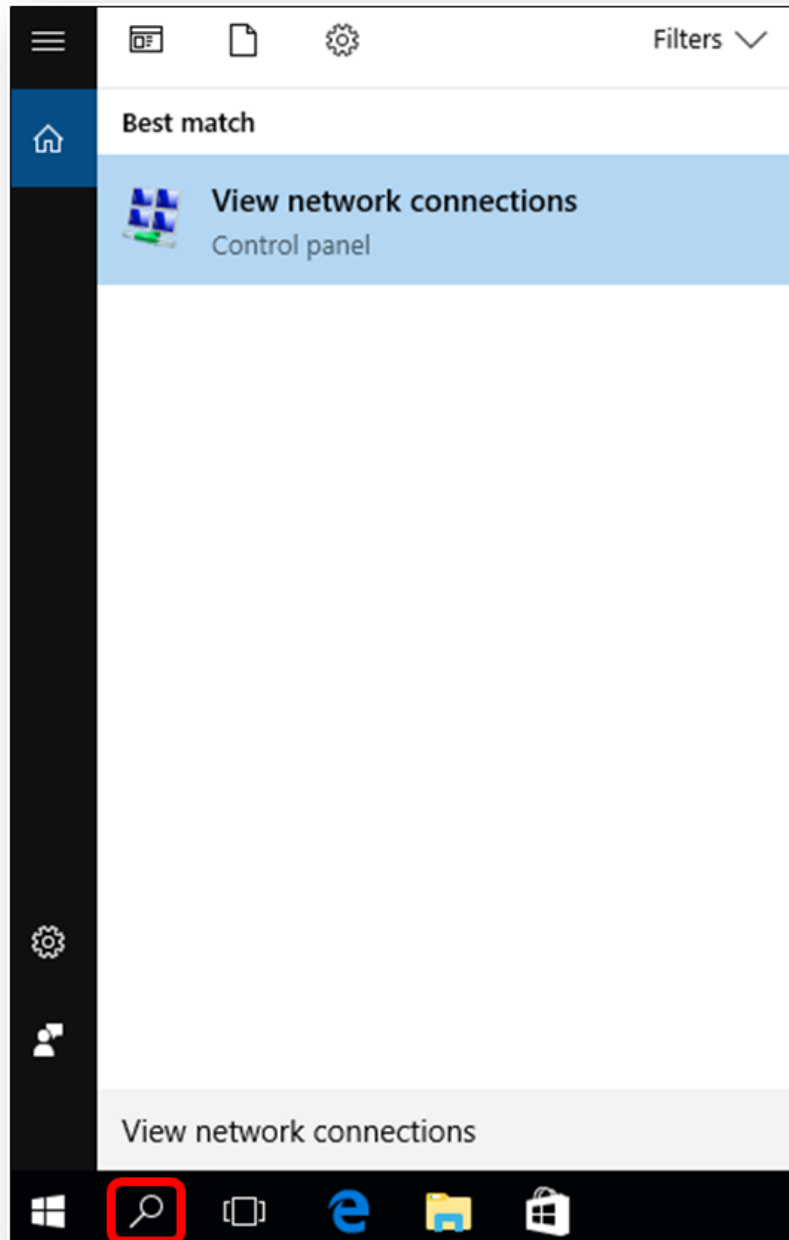 Filters
Best match
View network connections
Control panel
View network connections